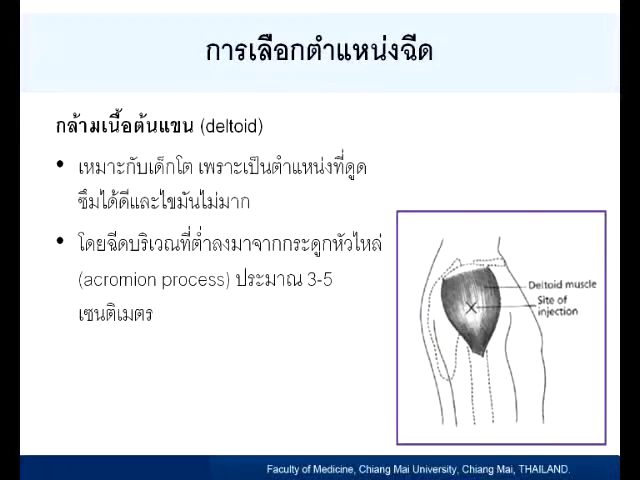 การเลือกตำแหน่งฉีด
กล้ามเนื้อต้นแขน (deltoid)
• เหมาะกับเด็กโต เพราะเป็นตำแหน่งที่ดูด
ซึมได้ดีและไขมันไม่มาก
• โดยฉีดบริเวณที่ต่ำลงมาจากกระดูกหัวไหล่
(acromion process) ประมาณ 3-5
เซนติเมตร
Deltoid muscle
Site of
injection
Faculty of Medicine, Chiang Mai University, Chiang Mai, THAILAND.